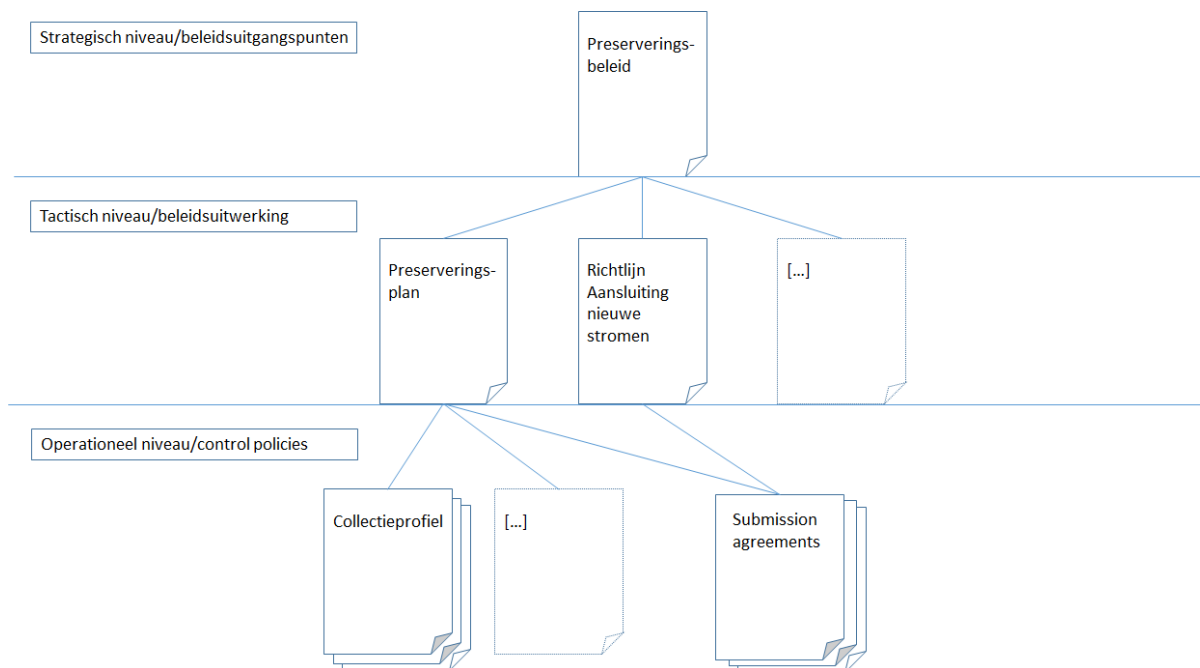 Strategisch niveau/beleidsuitgangspunten
Preserverings-
beleid
Tactisch niveau/beleidsuitwerking
Preserverings-
plan
Richtlijn
Aansluiting
nieuwe
stromen
[...]
Operationeel niveau/control policies
Collectieprofiel
[...]
Submission
agreements